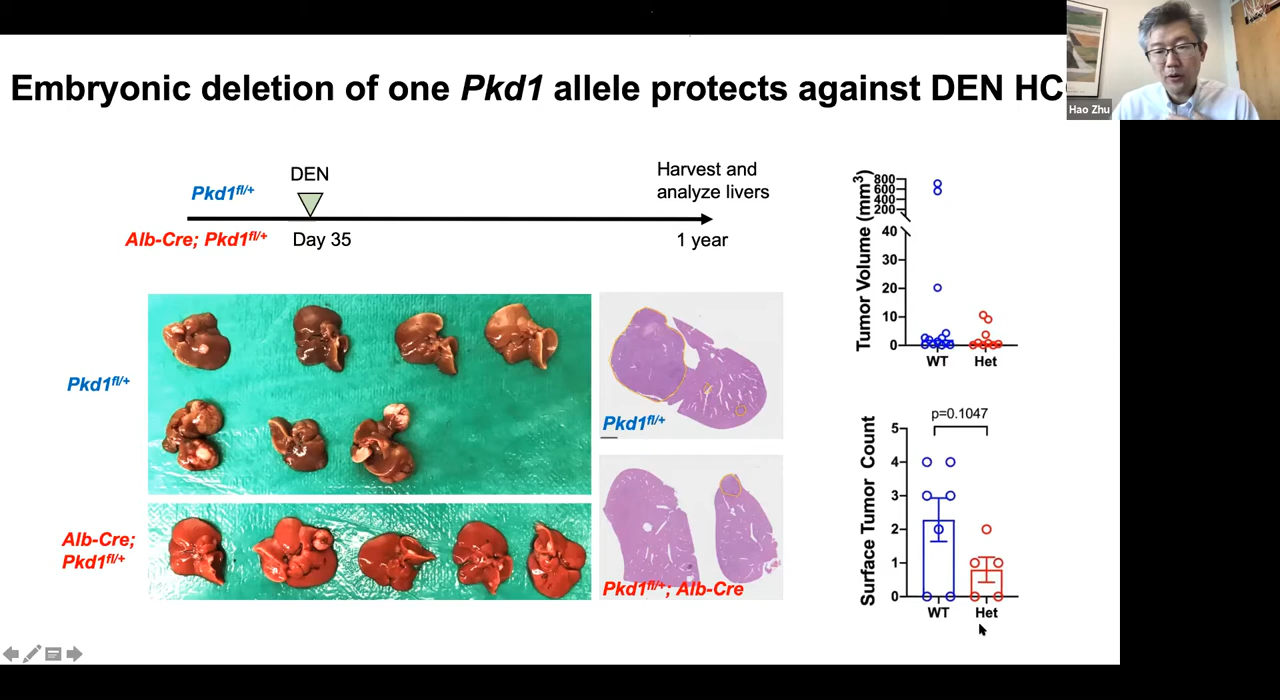 Embryonic deletion of one Pkd1 allele protects against DEN HC
Hao Zhu
DEN
Pkd1fl/+
Harvest and
analyze livers
Alb-Cre; Pkd1fl/+
Day 35
1 year
Pkd1fl/+
Alb-Cre;
Pkd1fl/+
Pkd1fl/+
Pkd1fl/+; Alb-Cre
Tumor Volume (mm3)
800
600
400
200
40
30
20
10
0
WT Het
p=0.1047
Surface Tumor Count
5
4
3
2
1
0
WT Het